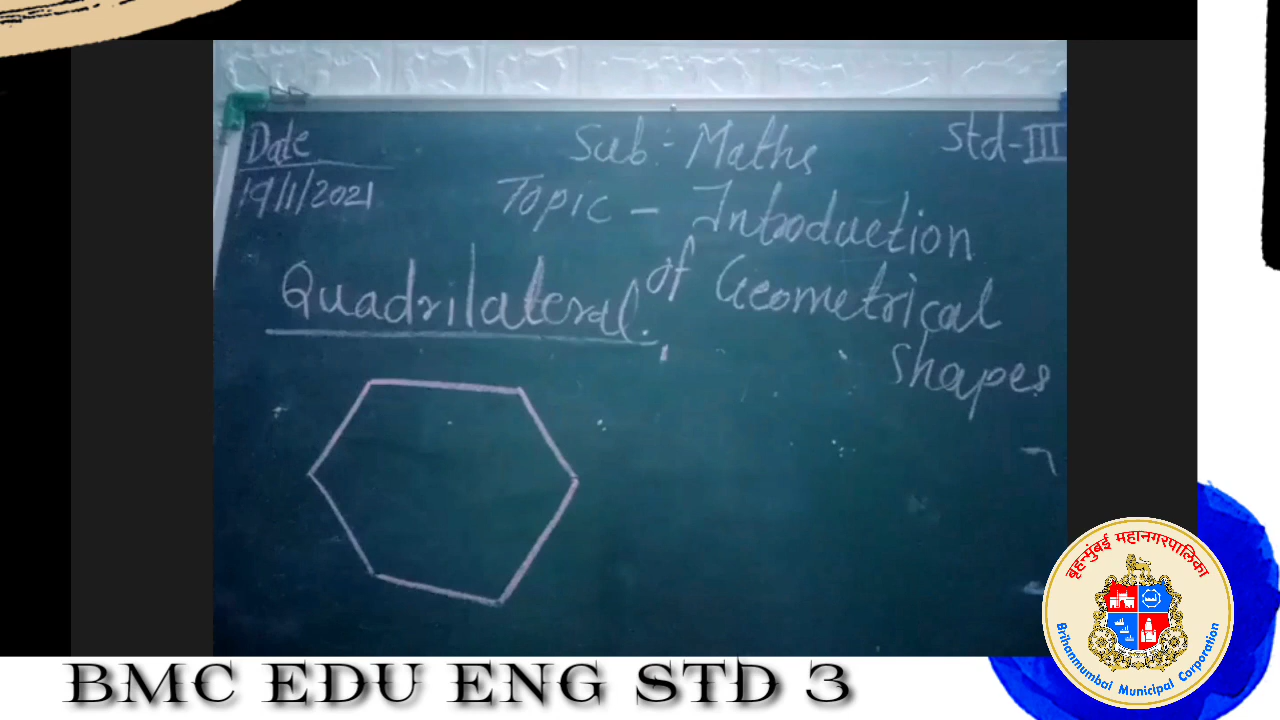 Date
19/1/2021
Sub:- Maths
Std-III
Topic - Introduction
of Geometrical
Shapes
Quadrilateral.
BMC EDU ENG STD 3
बृहन्मुंबई महानगरपालिका
Brihanmumbai Municipal Corporation